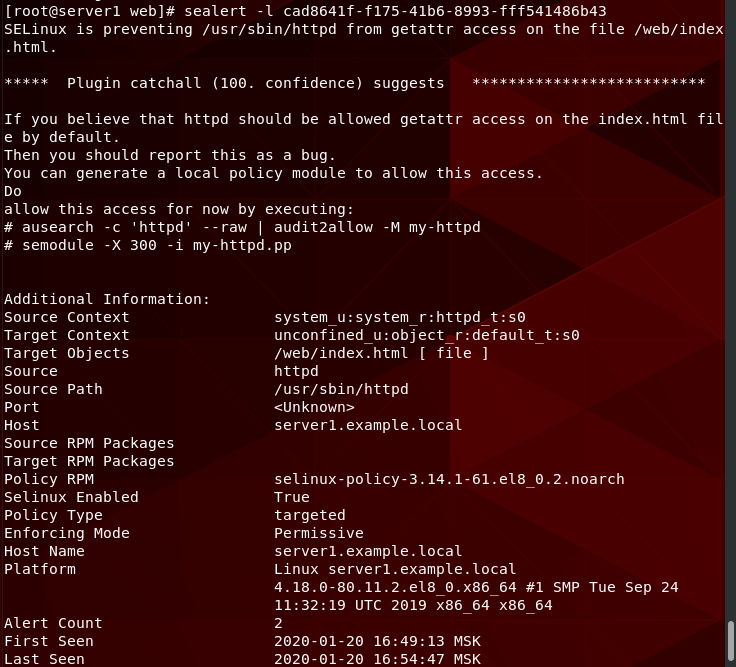 [root@server1 web]# sealert -l cad8641f-f175-41b6-8993-fff541486b43
SELinux is preventing /usr/sbin/httpd from getattr access on the file /web/index
.html.
*****  Plugin catchall (100. confidence) suggests   **************************
If you believe that httpd should be allowed getattr access on the index.html fil
e by default.
Then you should report this as a bug.
You can generate a local policy module to allow this access.
Do
allow this access for now by executing:
# ausearch -c 'httpd' --raw | audit2allow -M my-httpd
# semodule -X 300 -i my-httpd.pp
Additional Information:
Source Context                system_u:system_r:httpd_t:s0
Target Context                unconfined_u:object_r:default_t:s0
Target Objects                /web/index.html [ file ]
Source                        httpd
Source Path                   /usr/sbin/httpd
Port                          <Unknown>
Host                          server1.example.local
Source RPM Packages
Target RPM Packages
Policy RPM                    selinux-policy-3.14.1-61.el8_0.2.noarch
Selinux Enabled               True
Policy Type                   targeted
Enforcing Mode                Permissive
Host Name                     server1.example.local
Platform                      Linux server1.example.local
                              4.18.0-80.11.2.el8_0.x86_64 #1 SMP Tue Sep 24
                              11:32:19 UTC 2019 x86_64 x86_64
Alert Count                   2
First Seen                    2020-01-20 16:49:13 MSK
Last Seen                     2020-01-20 16:54:47 MSK